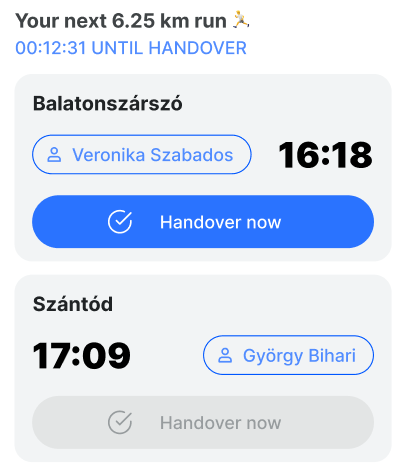 Your next 6.25 km run 🏃
00:12:31 UNTIL HANDOVER
Balatonszárszó
Veronika Szabados 16:18
Handover now
Szántód
17:09 György Bihari
Handover now